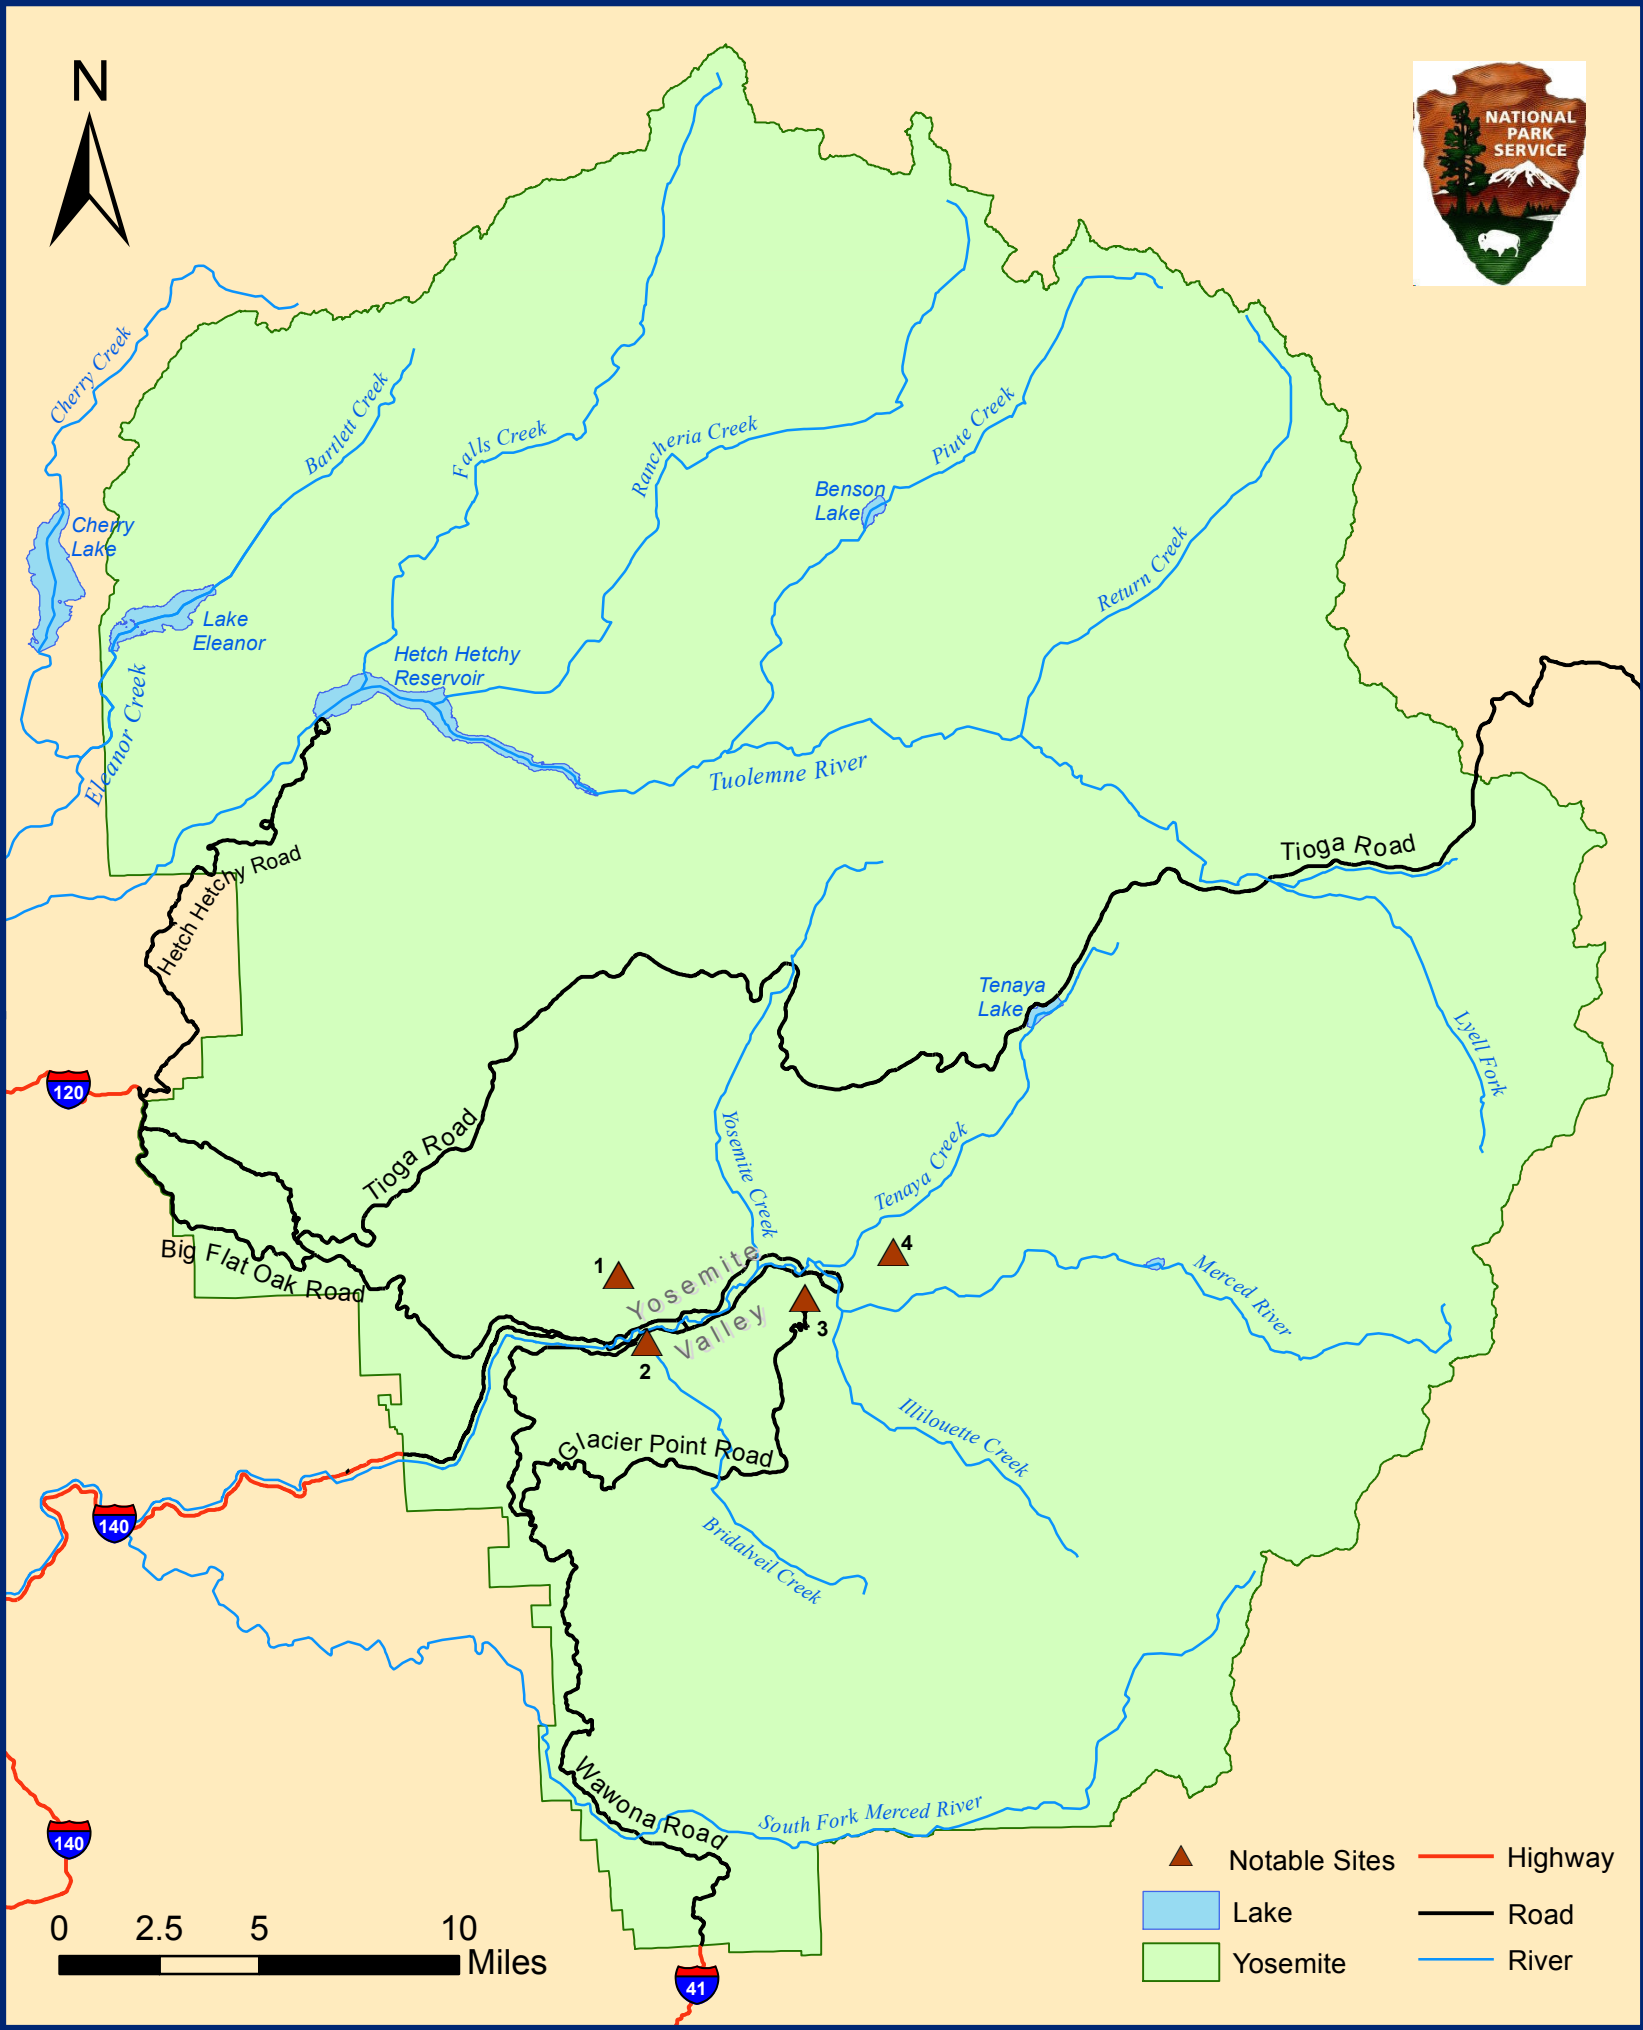 N
NATIONAL
PARK
SERVICE
Cherry Creek
Bartlett Creek
Falls Creek
Rancheria Creek
Piute Creek
Benson
Lake
Cherry
Lake
Return Creek
Lake
Eleanor
Hetch Hetchy
Reservoir
Eleanor Creek
Tuolemne River
Tioga Road
Hetch Hetchy Road
Tenaya
Lake
Lyell Fork
120
Tioga Road
Yosemite Creek
Tenaya Creek
Big Flat Oak Road
1
4
Yosemite
Valley
Merced River
3
2
Illilouette Creek
Glacier Point Road
140
Bridalveil Creek
Wawona Road
South Fork Merced River
140
Notable Sites
Highway
Lake
Road
Yosemite
River
0 2.5 5 10
Miles
41